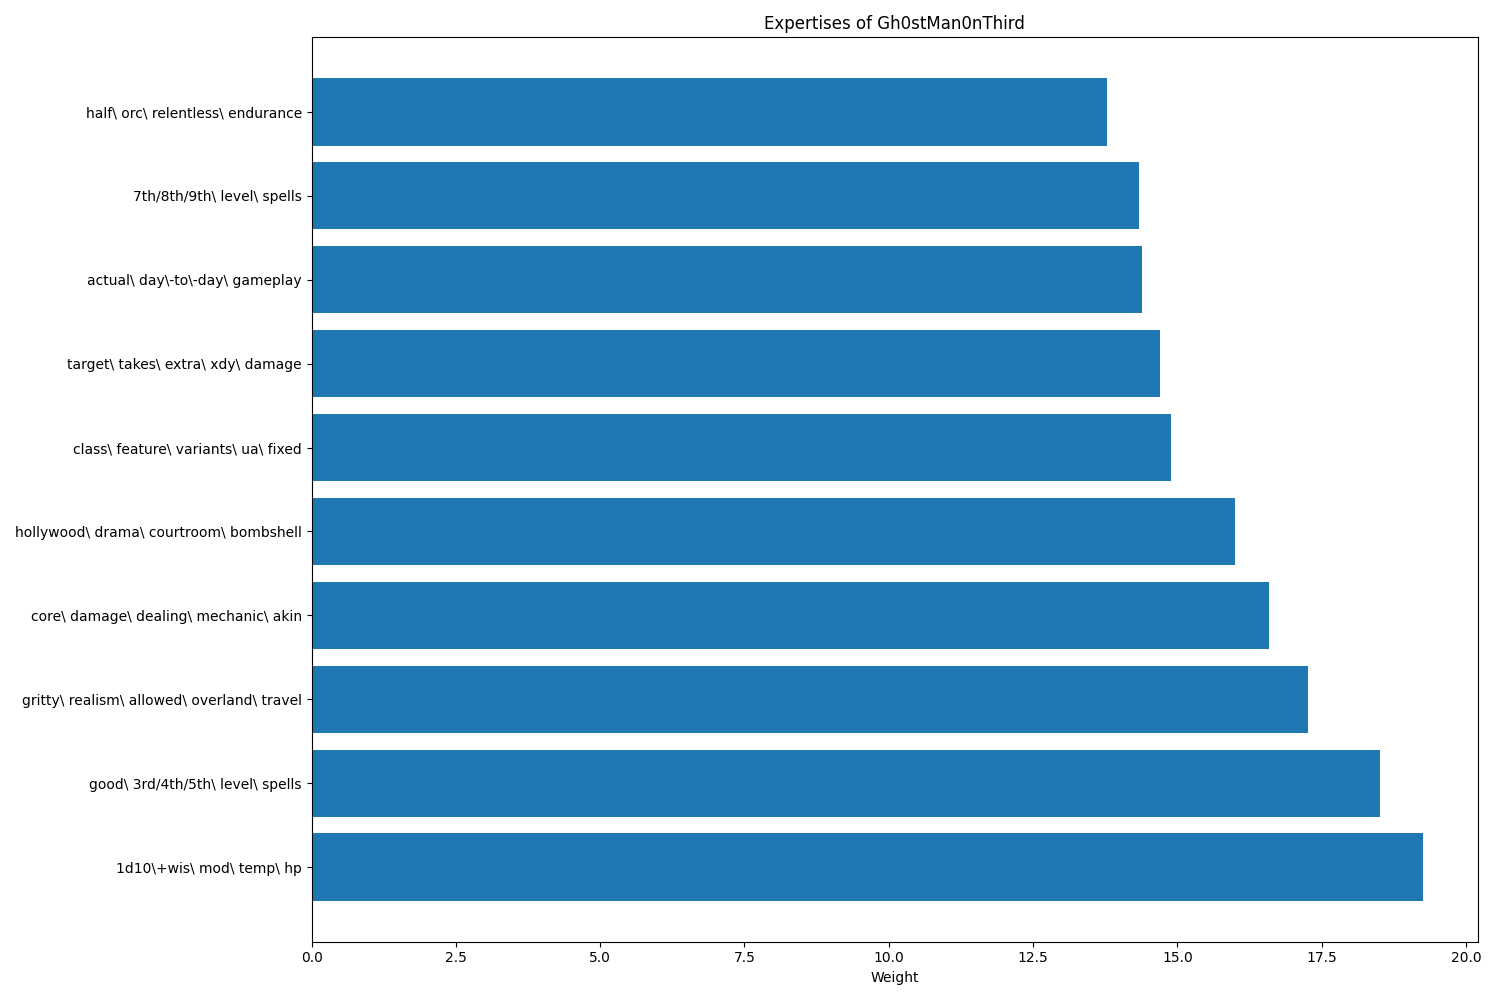 Expertises of Gh0stMan0nThird
half\ orc\ relentless\ endurance
7th/8th/9th\ level\ spells
actual\ day\-to\-day\ gameplay
target\ takes\ extra\ xdy\ damage
class\ feature\ variants\ ua\ fixed
hollywood\ drama\ courtroom\ bombshell
core\ damage\ dealing\ mechanic\ akin
gritty\ realism\ allowed\ overland\ travel
good\ 3rd/4th/5th\ level\ spells
1d10\+wis\ mod\ temp\ hp
0.0 2.5 5.0 7.5 10.0 12.5 15.0 17.5 20.0
Weight